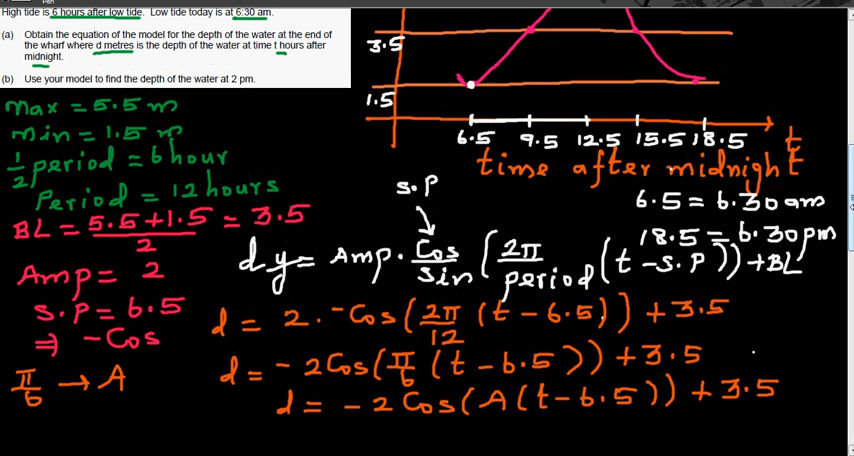 Pen
High tide is 6 hours after low tide. Low tide today is at 6:30 am.
(a) Obtain the equation of the model for the depth of the water at the end of
the wharf where d metres is the depth of the water at time t hours after
midnight.
(b) Use your model to find the depth of the water at 2 pm.
Max = 5.5 m
min = 1.5 m
1/2 period = 6 hour
Period = 12 hours
BL = 5.5+1.5/2 = 3.5
Amp = 2
S.P = 6.5
⇒ -Cos
π/6 → A
3.5
1.5
6.5 9.5 12.5 15.5 18.5 t
time after midnight
6.5 = 6.30 am
18.5 = 6.30 pm
S.P
d y = Amp. Cos/sin (2π/period (t - S.P)) + BL
d = 2. -Cos(2π/12 (t - 6.5)) + 3.5
d = -2Cos(π/6 (t - 6.5)) + 3.5
d = -2Cos(A(t - 6.5)) + 3.5